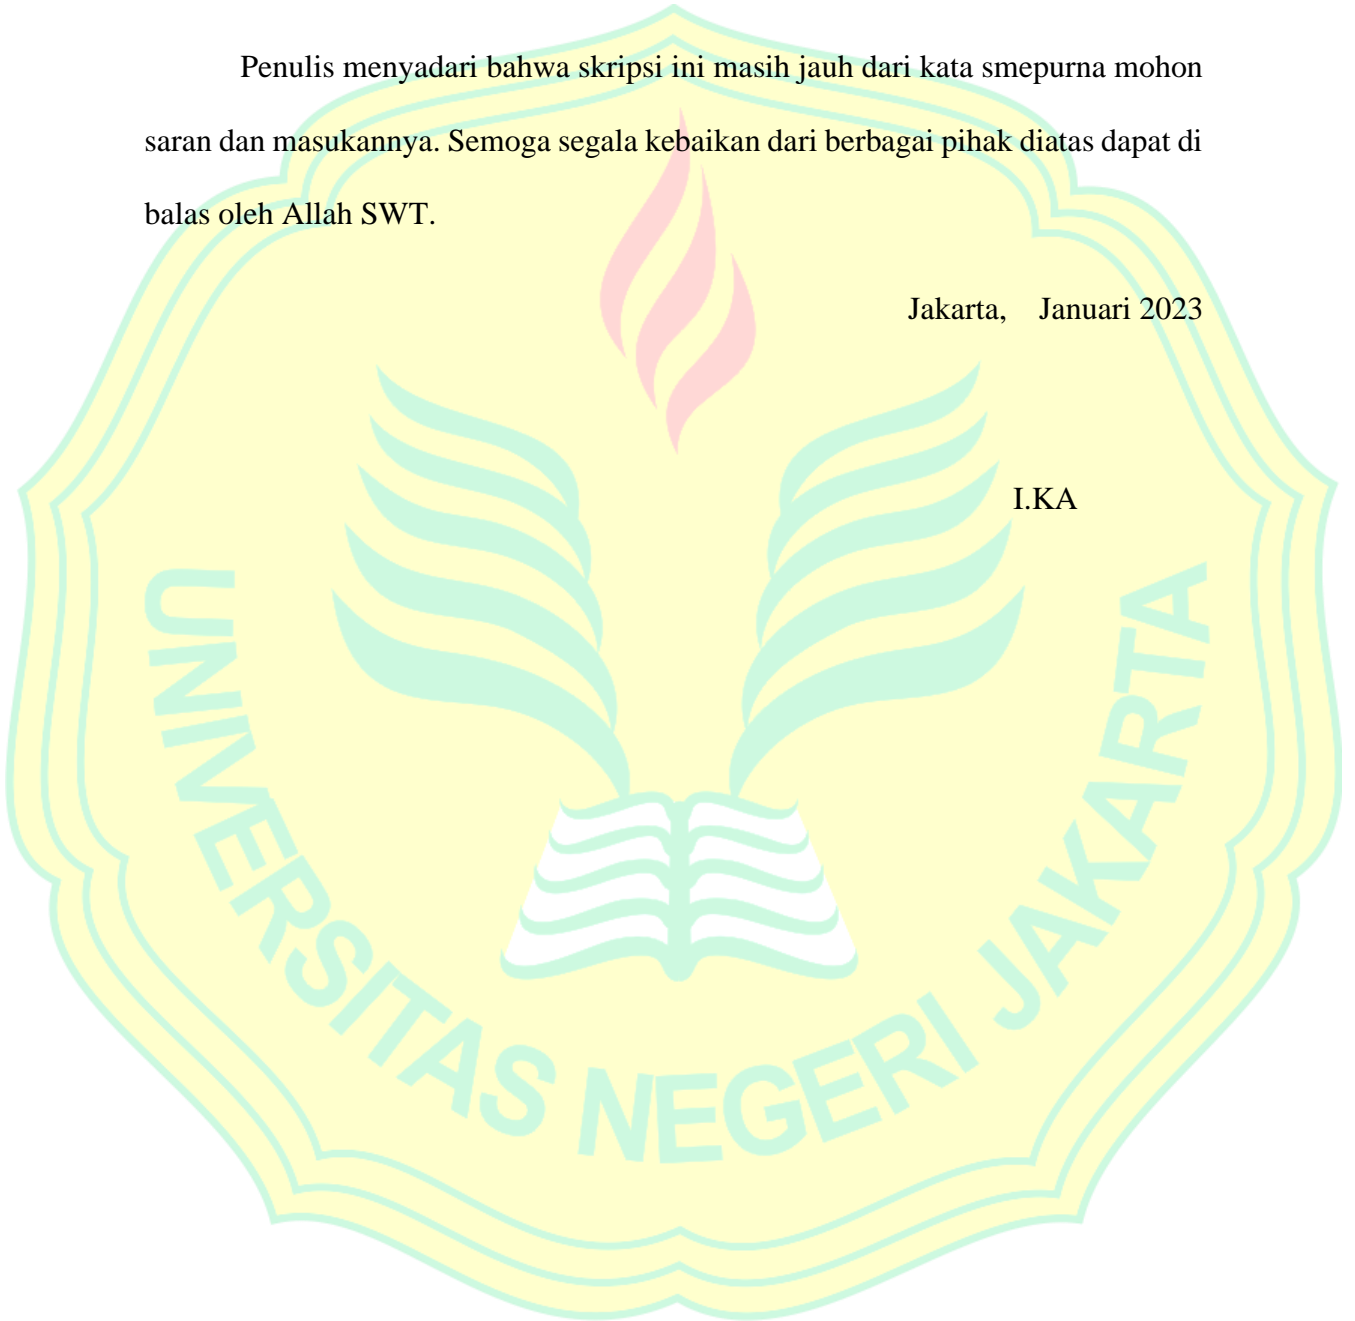 Penulis menyadari bahwa skripsi ini masih jauh dari kata smepurna mohon
saran dan masukannya. Semoga segala kebaikan dari berbagai pihak diatas dapat di
balas oleh Allah SWT.
Jakarta, Januari 2023
I.KA
UNIVERSITAS NEGERI JAKARTA